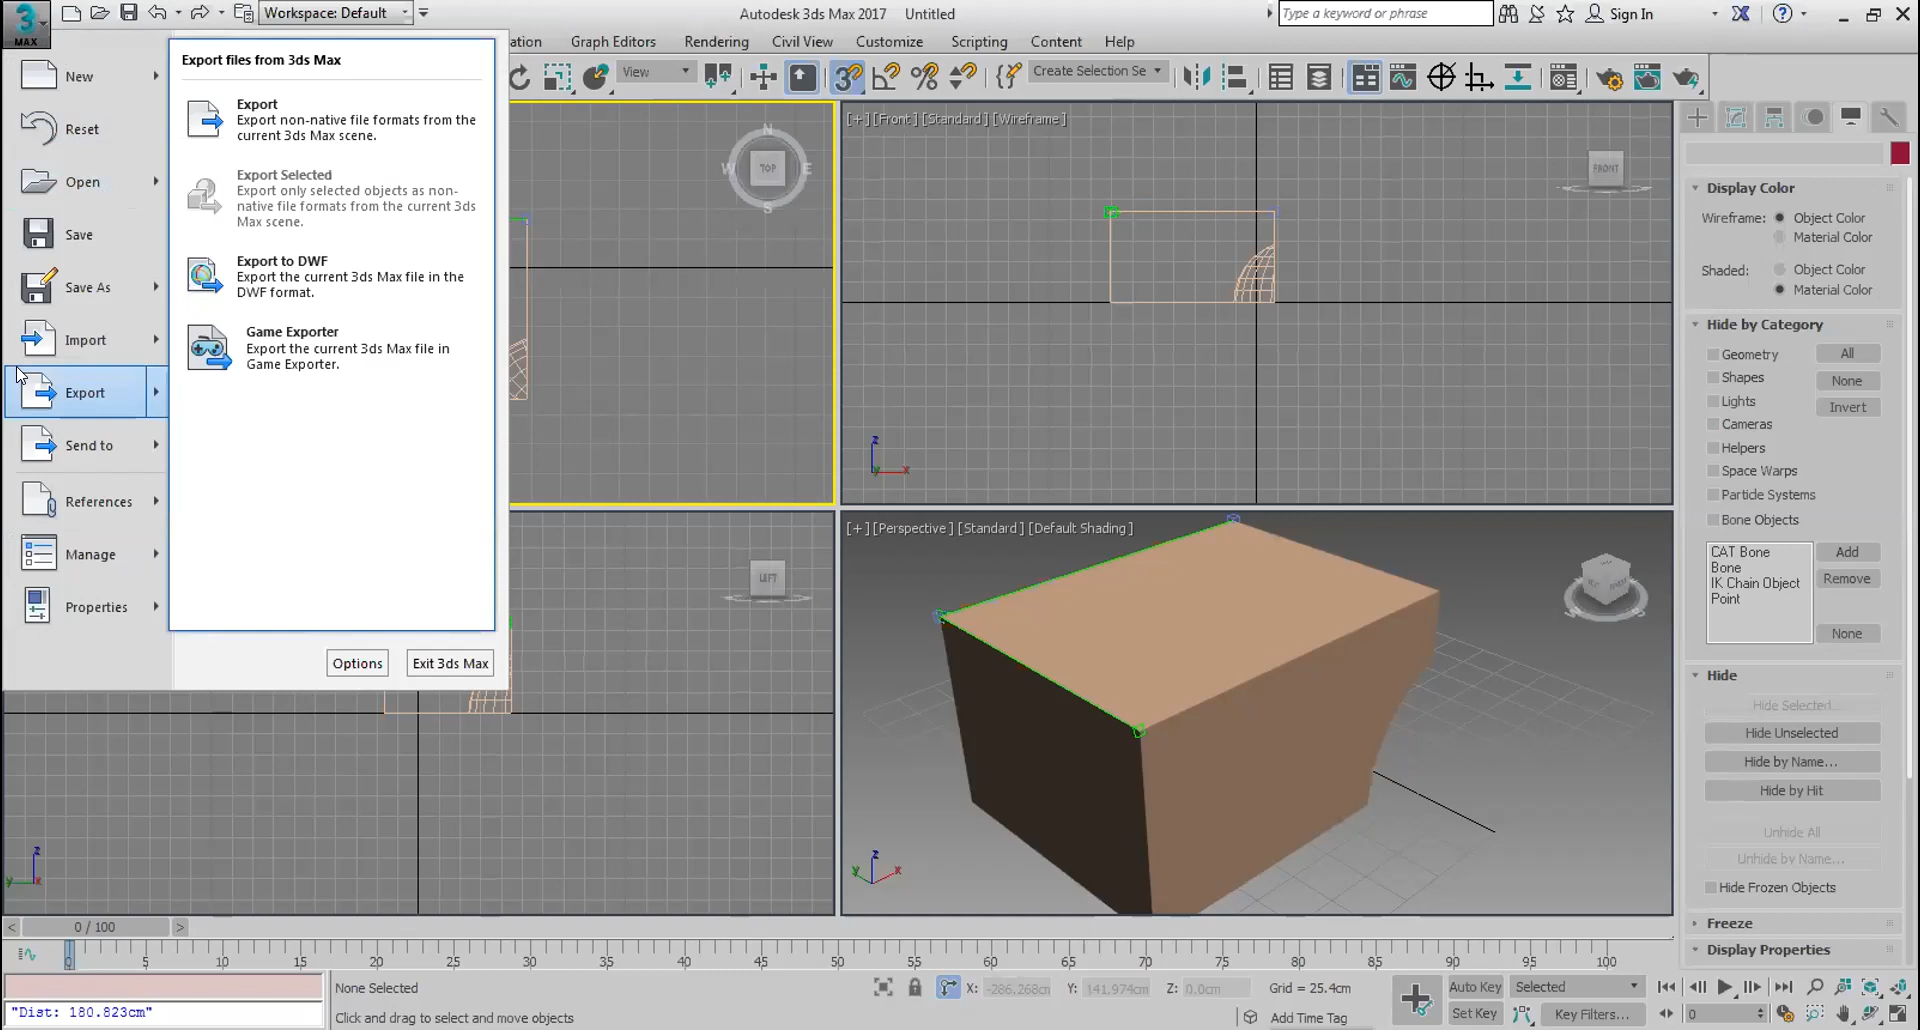 MAX
Workspace: Default
Autodesk 3ds Max 2017 Untitled
Type a keyword or phrase
Sign In
ation
Graph Editors
Rendering
Civil View
Customize
Scripting
Content
Help
View
3
Create Selection Se
New
Reset
Open
Save
Save As
Import
Export
Send to
References
Manage
Properties
Export files from 3ds Max
Export
Export non-native file formats from the
current 3ds Max scene.
Export Selected
Export only selected objects as non-
native file formats from the current 3ds
Max scene.
Export to DWF
Export the current 3ds Max file in the
DWF format.
Game Exporter
Export the current 3ds Max file in
Game Exporter.
Options
Exit 3ds Max
N
W TOP E
S
[+] [Front] [Standard] [Wireframe]
FRONT
z
y x
LEFT
z
y x
[+] [Perspective] [Standard] [Default Shading]
z
y x
Display Color
Wireframe: Object Color
Material Color
Shaded: Object Color
Material Color
Hide by Category
Geometry All
Shapes None
Lights Invert
Cameras
Helpers
Space Warps
Particle Systems
Bone Objects
CAT Bone
Bone
IK Chain Object
Point
Add
Remove
None
Hide
Hide Selected...
Hide Unselected
Hide by Name...
Hide by Hit
Unhide All
Unhide by Name...
Hide Frozen Objects
Freeze
Display Properties
< 0 / 100 >
0 5 10 15 20 25 30 35 40 45 50 55 60 65 70 75 80 85 90 95 100
None Selected
X: -286.268cm Y: 141.974cm Z: 0.0cm Grid = 25.4cm
Auto Key Selected
"Dist: 180.823cm"
Click and drag to select and move objects
Add Time Tag
Set Key
Key Filters...
0